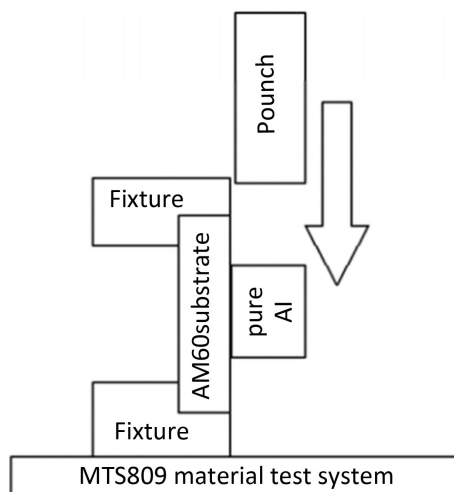 Pounch
Fixture
AM60substrate
pure
Al
Fixture
MTS809 material test system